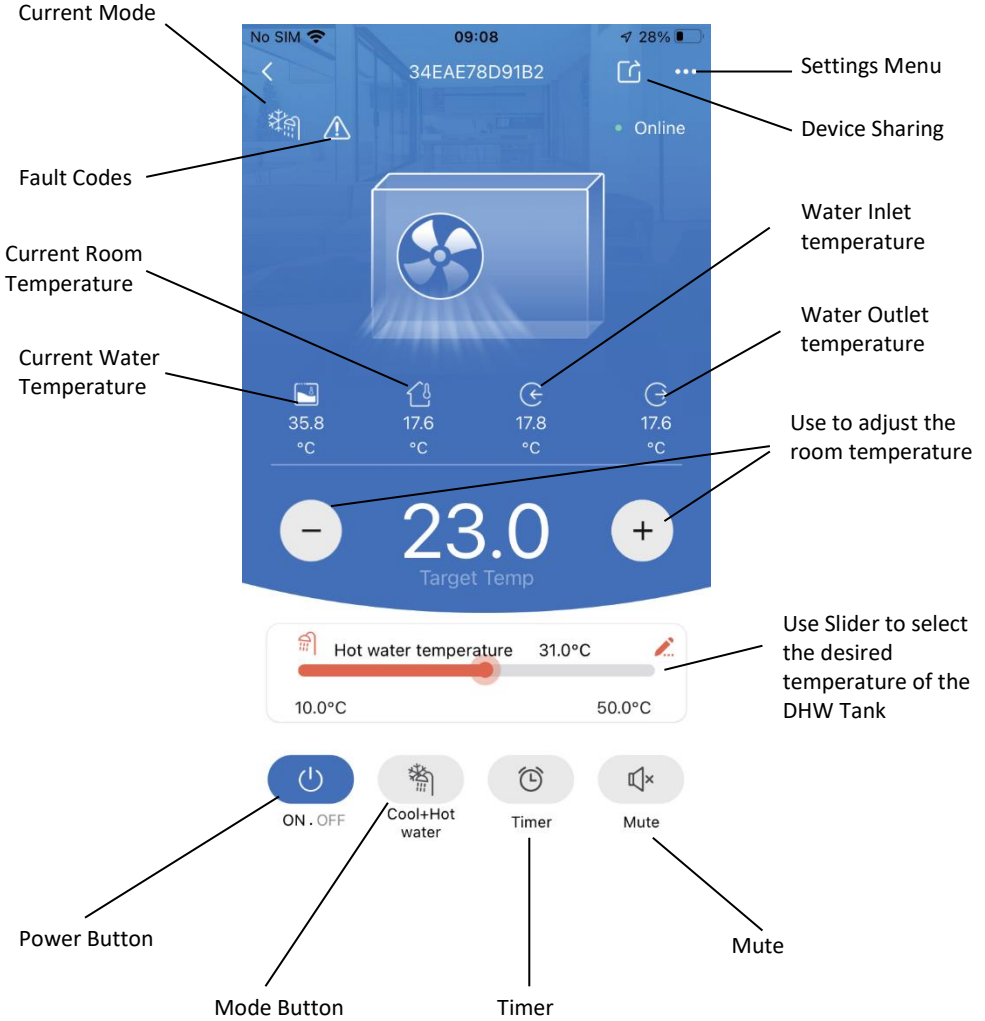 Current Mode
No SIM 09:08 28%
34EAE78D91B2
Settings Menu
Online
Device Sharing
Fault Codes
Water Inlet
temperature
Current Room
Temperature
Water Outlet
temperature
Current Water
Temperature
35.8 17.6 17.8 17.6
°C °C °C °C
Use to adjust the
room temperature
− 23.0 +
Target Temp
Use Slider to select
the desired
temperature of the
DHW Tank
Hot water temperature 31.0°C
10.0°C 50.0°C
ON . OFF
Cool+Hot
water
Timer
Mute
Power Button
Mute
Mode Button
Timer